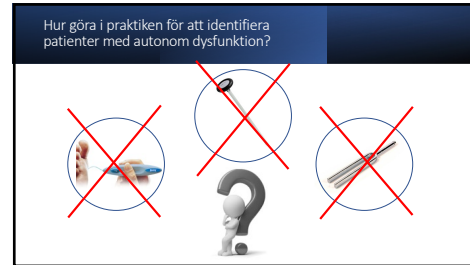 Hur göra i praktiken för att identifiera
patienter med autonom dysfunktion?